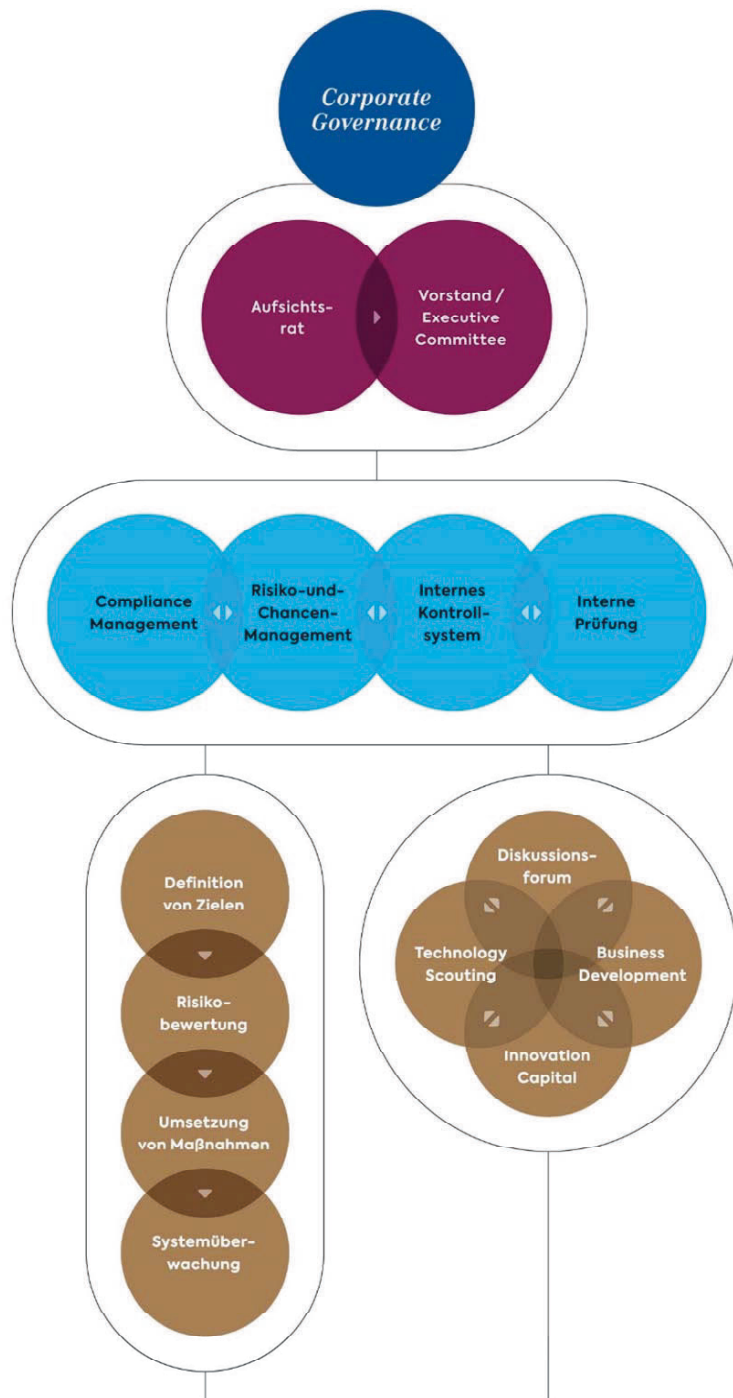 Corporate
Governance
Aufsichts-
rat
Vorstand /
Executive
Committee
Compliance
Management
Risiko-und-
Chancen-
Management
Internes
Kontroll-
system
Interne
Prüfung
Definition
von Zielen
Risiko-
bewertung
Umsetzung
von Maßnahmen
Systemüber-
wachung
Diskussions-
forum
Technology
Scouting
Business
Development
Innovation
Capital